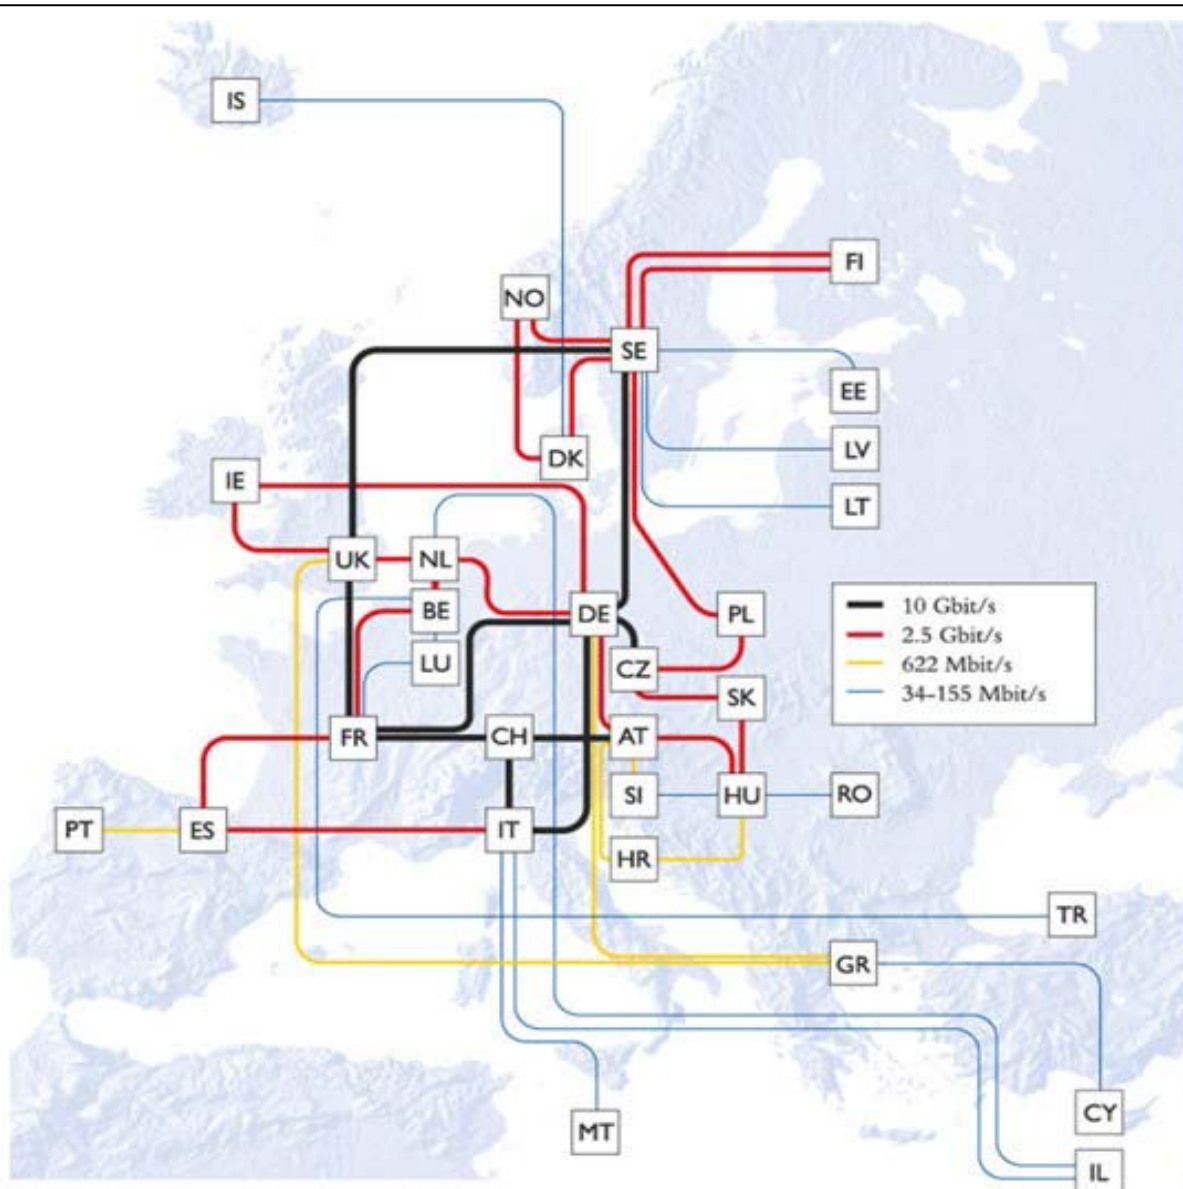 IS
FI
NO
SE
EE
LV
DK
IE
LT
UK
NL
BE
DE
PL
10 Gbit/s
2.5 Gbit/s
622 Mbit/s
34-155 Mbit/s
LU
CZ
SK
FR
CH
AT
SI
HU
RO
PT
ES
IT
HR
TR
GR
CY
MT
IL